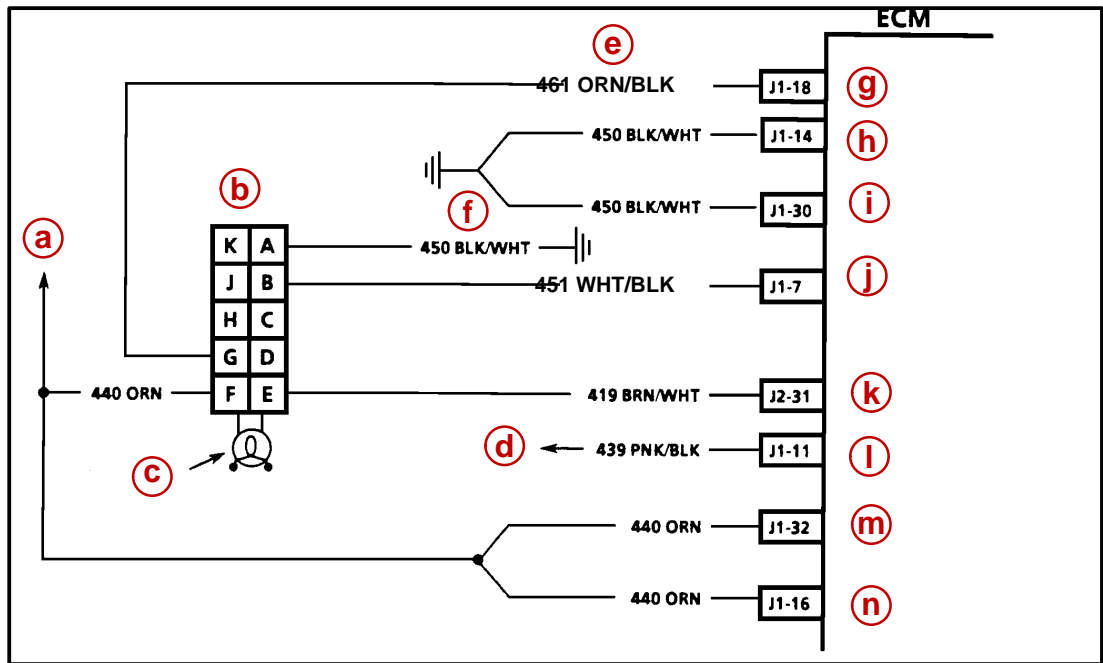 ECM
e
461 ORN/BLK
J1-18
g
450 BLK/WHT
J1-14
h
b
f
450 BLK/WHT
J1-30
i
a
K A
450 BLK/WHT
J B
451 WHT/BLK
J1-7
j
H C
G D
440 ORN
F E
419 BRN/WHT
J2-31
k
c
d
439 PNK/BLK
J1-11
l
440 ORN
J1-32
m
440 ORN
J1-16
n